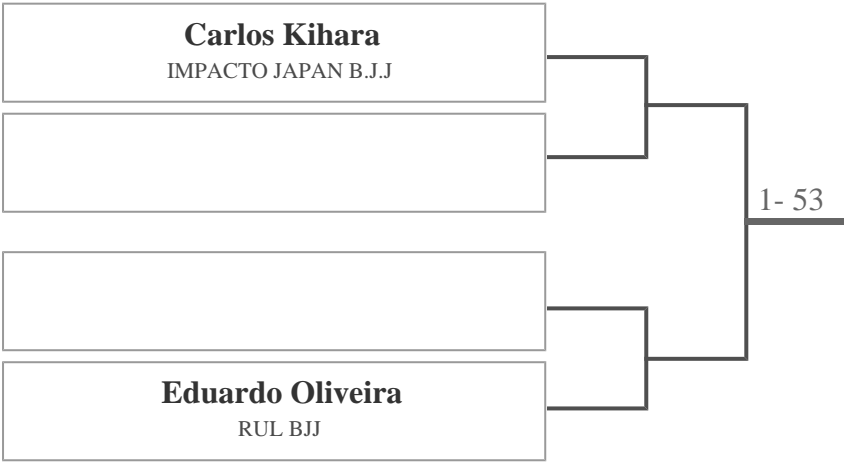 Carlos Kihara
IMPACTO JAPAN B.J.J
1- 53
Eduardo Oliveira
RUL BJJ